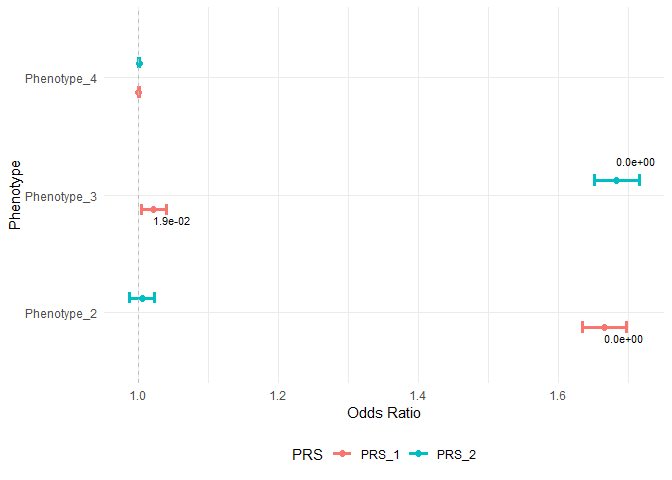 Phenotype_4
0.0e+00
Phenotype_3
1.9e-02
Phenotype_2
0.0e+00
Phenotype
1.0 1.2 1.4 1.6
Odds Ratio
PRS PRS_1 PRS_2